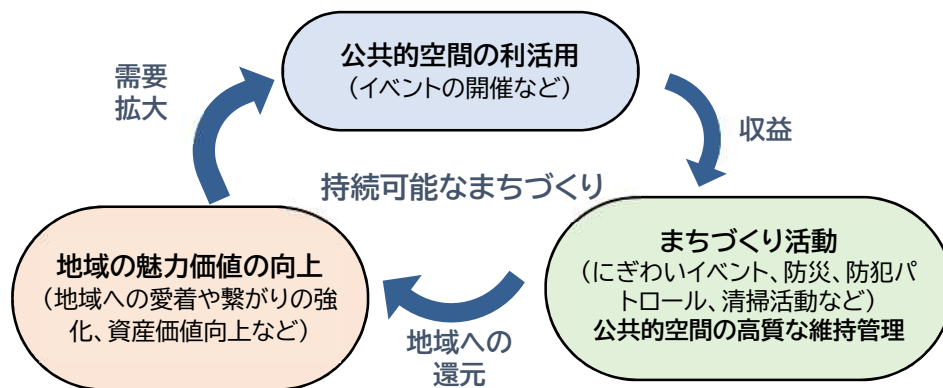 公共的空間の利活用
（イベントの開催など）
需要
拡大
収益
持続可能なまちづくり
まちづくり活動
（にぎわいイベント、防災、防犯パ
トロール、清掃活動など）
公共的空間の高質な維持管理
地域の魅力価値の向上
（地域への愛着や繋がりの強
化、資産価値向上など）
地域への
還元